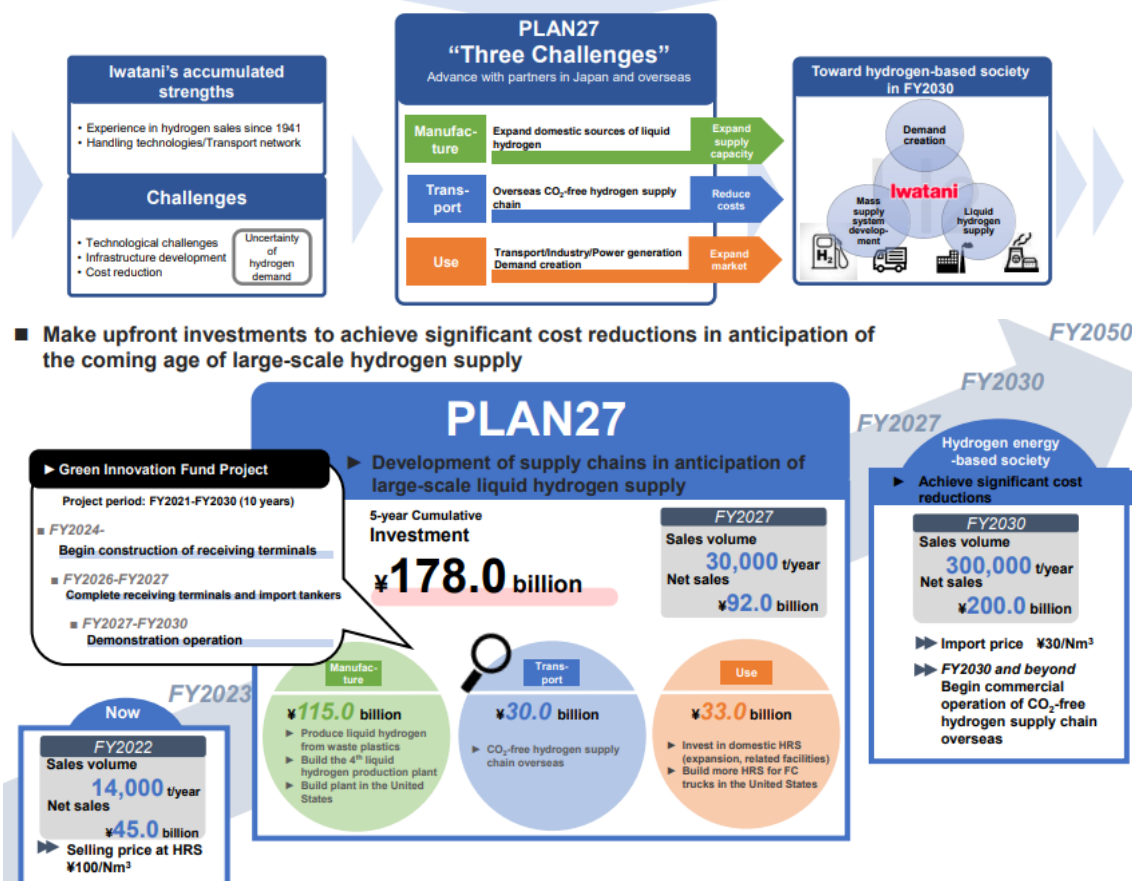 Iwatani's accumulated
strengths
• Experience in hydrogen sales since 1941
• Handling technologies/Transport network
Challenges
• Technological challenges
• Infrastructure development
• Cost reduction
Uncertainty
of
hydrogen
demand
PLAN27
“Three Challenges”
Advance with partners in Japan and overseas
Manufac-
ture
Expand domestic sources of liquid
hydrogen
Expand
supply
capacity
Trans-
port
Overseas CO₂-free hydrogen supply
chain
Reduce
costs
Use
Transport/Industry/Power generation
Demand creation
Expand
market
Toward hydrogen-based society
in FY2030
Demand
creation
Iwatani
Mass
supply
system
develop-
ment
Liquid
hydrogen
supply
H₂
■ Make upfront investments to achieve significant cost reductions in anticipation of
the coming age of large-scale hydrogen supply
FY2050
FY2030
FY2027
FY2023
► Green Innovation Fund Project
Project period: FY2021-FY2030 (10 years)
■ FY2024-
Begin construction of receiving terminals
■ FY2026-FY2027
Complete receiving terminals and import tankers
■ FY2027-FY2030
Demonstration operation
Now
FY2022
Sales volume
14,000 t/year
Net sales
¥45.0 billion
Selling price at HRS
¥100/Nm³
PLAN27
► Development of supply chains in anticipation of
large-scale liquid hydrogen supply
5-year Cumulative
Investment
¥178.0 billion
FY2027
Sales volume
30,000 t/year
Net sales
¥92.0 billion
Manufac-
ture
¥115.0 billion
► Produce liquid hydrogen
from waste plastics
► Build the 4th liquid
hydrogen production plant
► Build plant in the United
States
Trans-
port
¥30.0 billion
► CO₂-free hydrogen supply
chain overseas
Use
¥33.0 billion
► Invest in domestic HRS
(expansion, related facilities)
► Build more HRS for FC
trucks in the United States
Hydrogen energy
-based society
► Achieve significant cost
reductions
FY2030
Sales volume
300,000 t/year
Net sales
¥200.0 billion
Import price ¥30/Nm³
FY2030 and beyond
Begin commercial
operation of CO₂-free
hydrogen supply chain
overseas